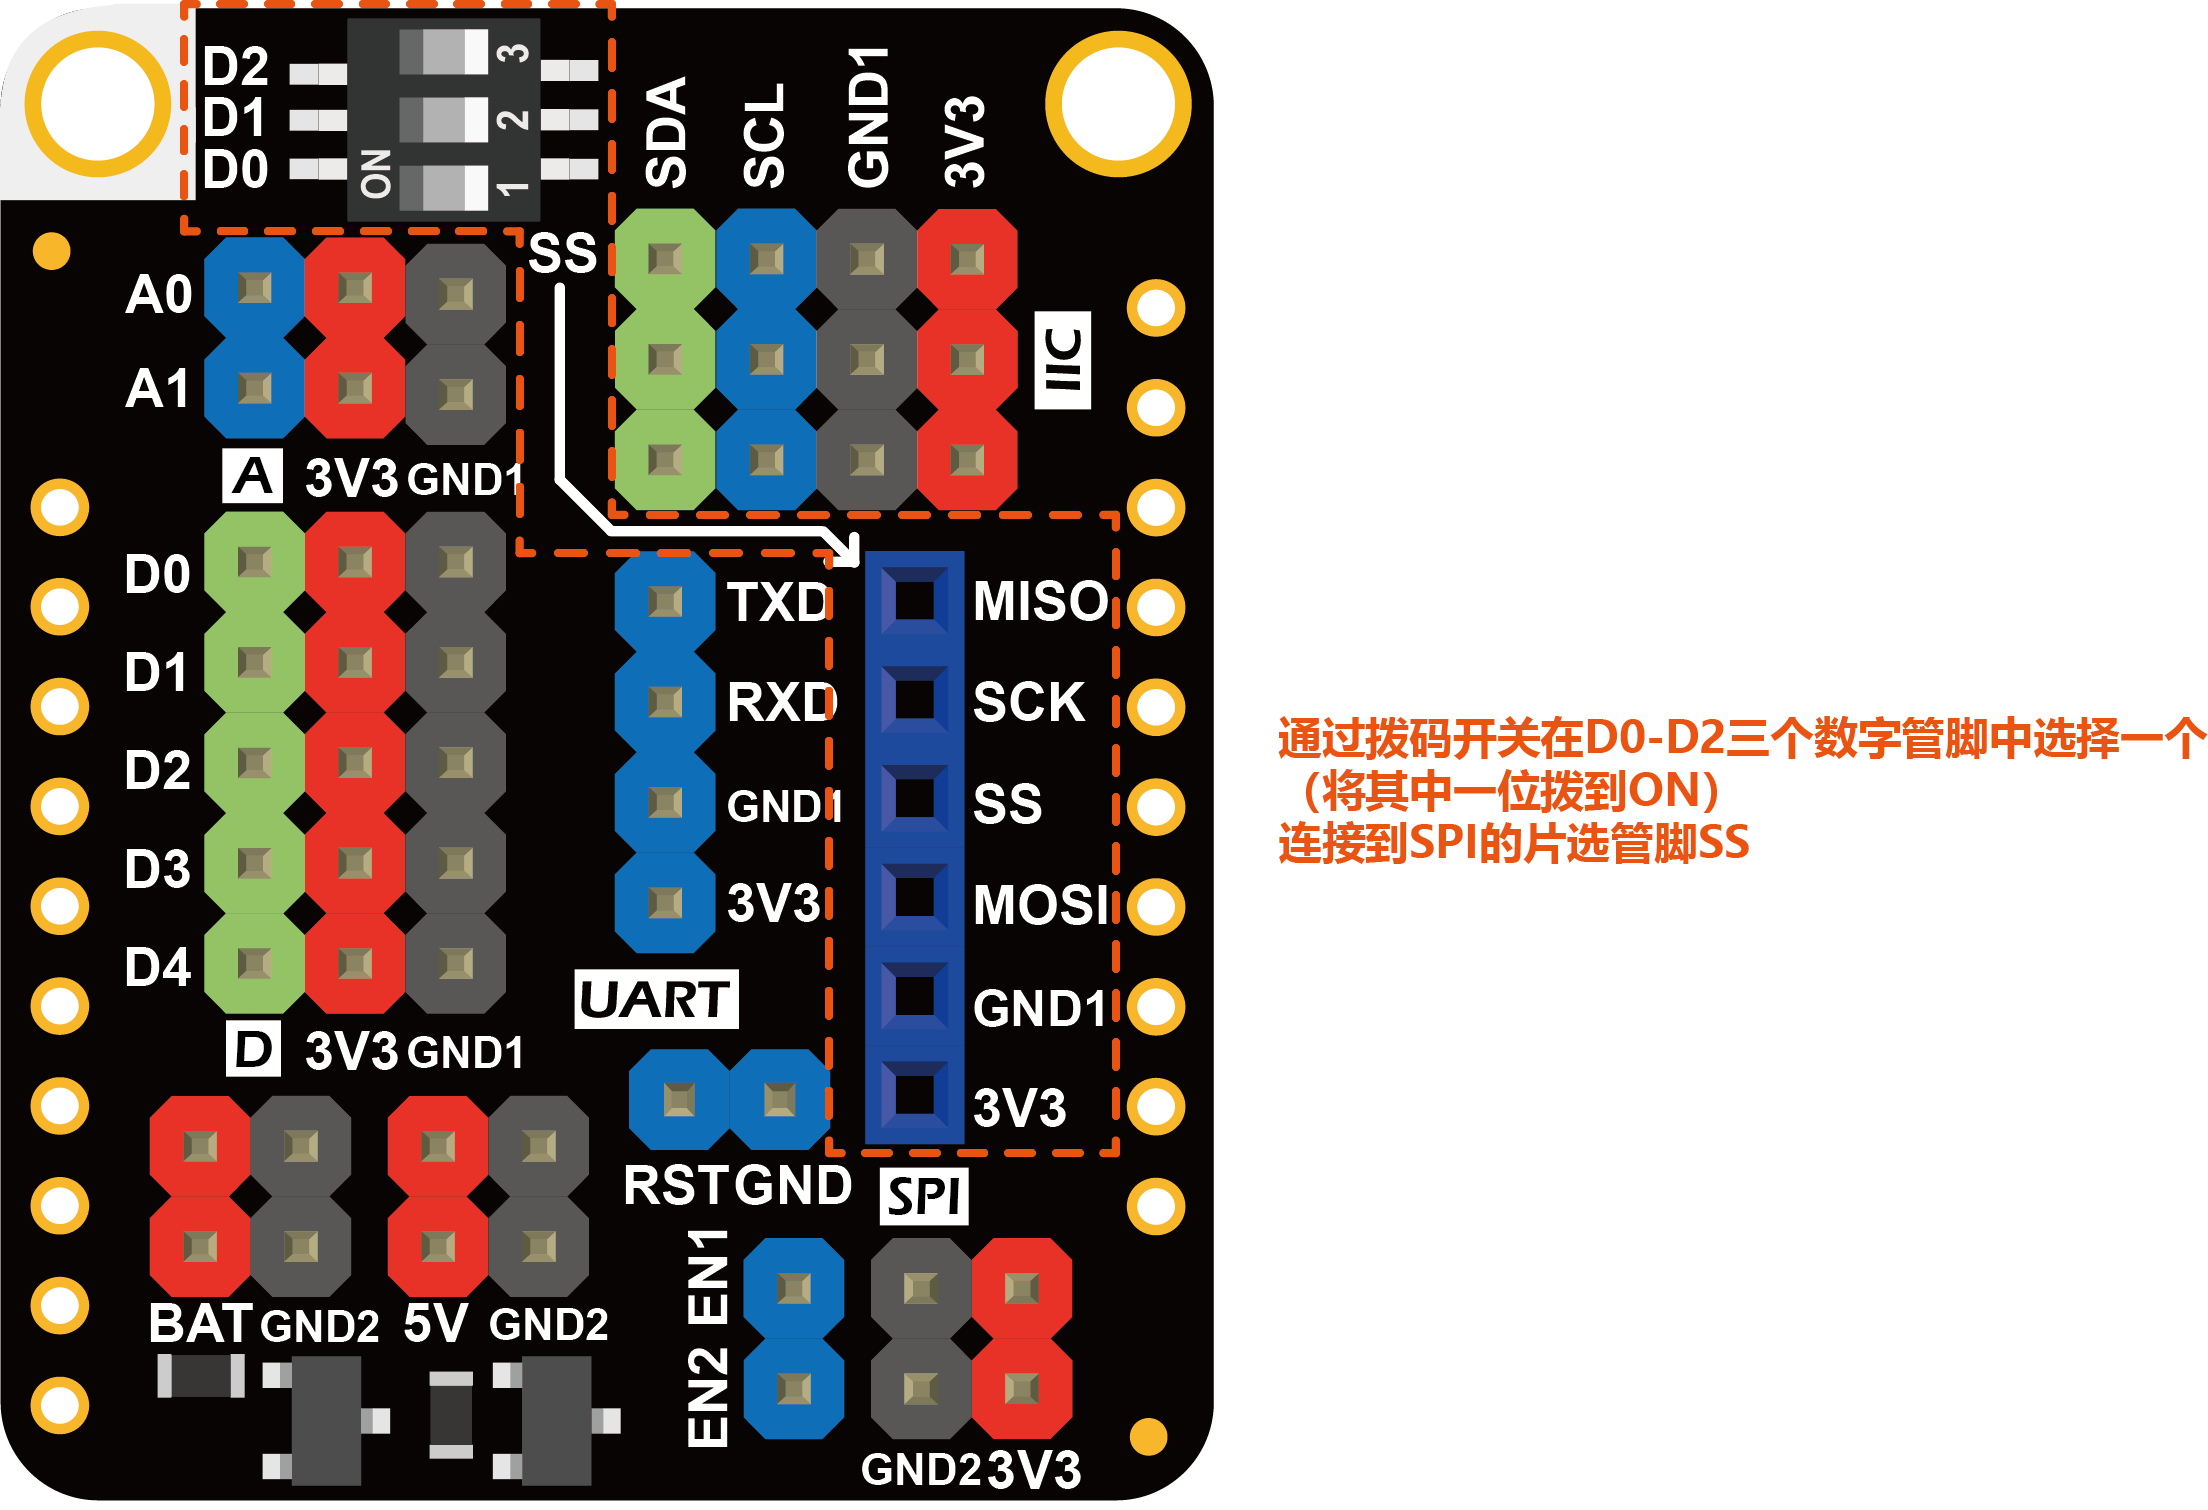 D2
D1
D0
ON
3
2
1
SS
SDA
SCL
GND1
3V3
IIC
A0
A1
A
3V3
GND1
D0
D1
D2
D3
D4
D
3V3
GND1
TXD
RXD
GND1
3V3
UART
MISO
SCK
SS
MOSI
GND1
3V3
SPI
RST
GND
BAT
GND2
5V
GND2
EN1
EN2
GND2
3V3
通过拨码开关在D0-D2三个数字管脚中选择一个
（将其中一位拨到ON）
连接到SPI的片选管脚SS